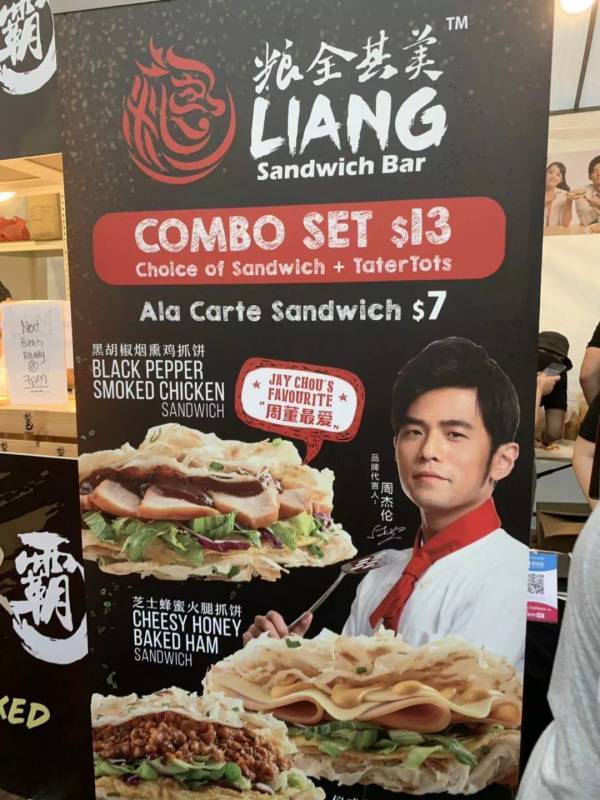 霸
粮全其美 TM
LIANG
Sandwich Bar
COMBO SET $13
Choice of Sandwich + TaterTots
Ala Carte Sandwich $7
黑胡椒烟熏鸡抓饼
BLACK PEPPER
SMOKED CHICKEN
SANDWICH
JAY CHOU'S
FAVOURITE
"周董最爱"
品牌代言人:
周杰伦
Next
Batch
Ready
@
7pm
芝士蜂蜜火腿抓饼
CHEESY HONEY
BAKED HAM
SANDWICH
霸
KED